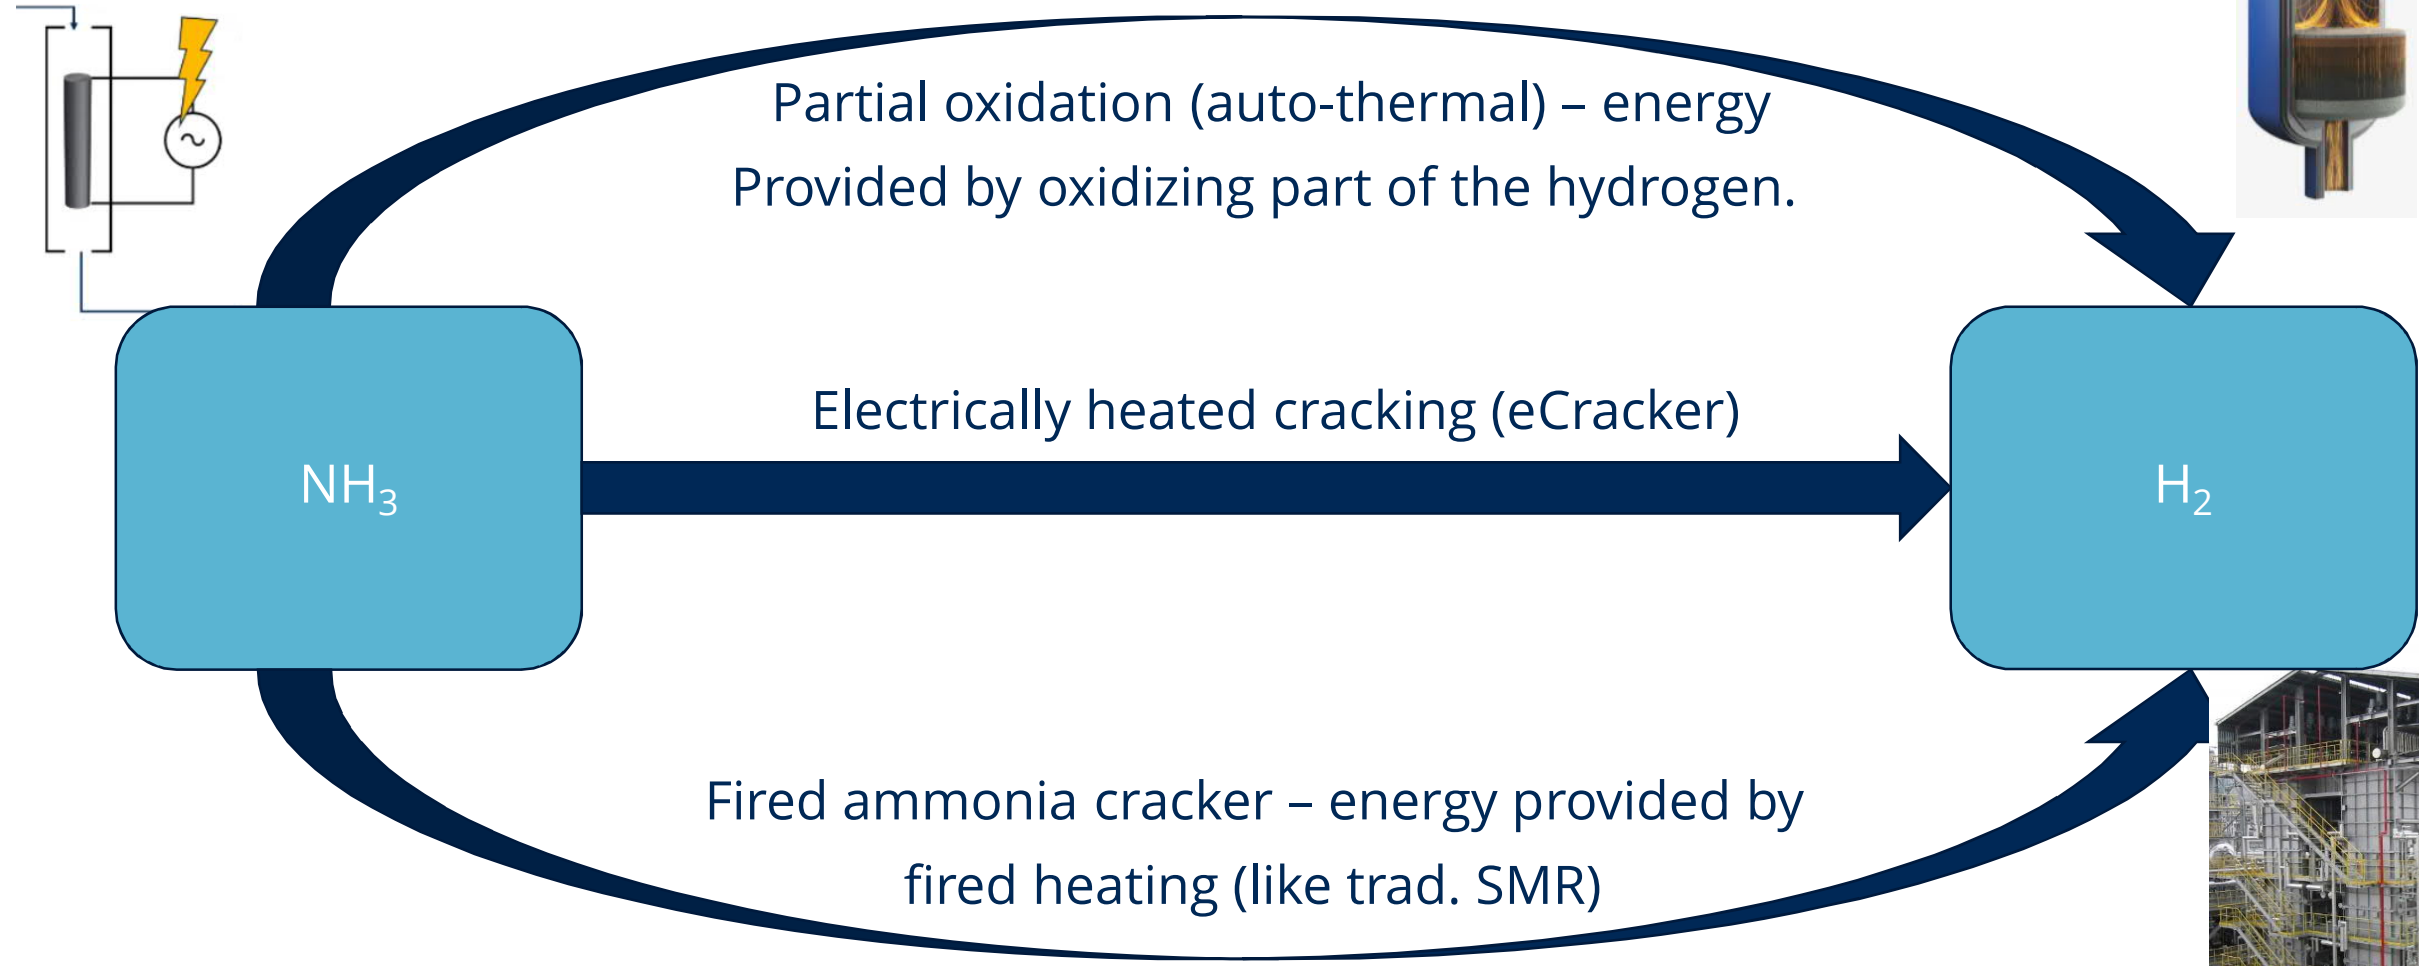 Partial oxidation (auto-thermal) – energy
Provided by oxidizing part of the hydrogen.
Electrically heated cracking (eCracker)
NH₃
H₂
Fired ammonia cracker – energy provided by
fired heating (like trad. SMR)